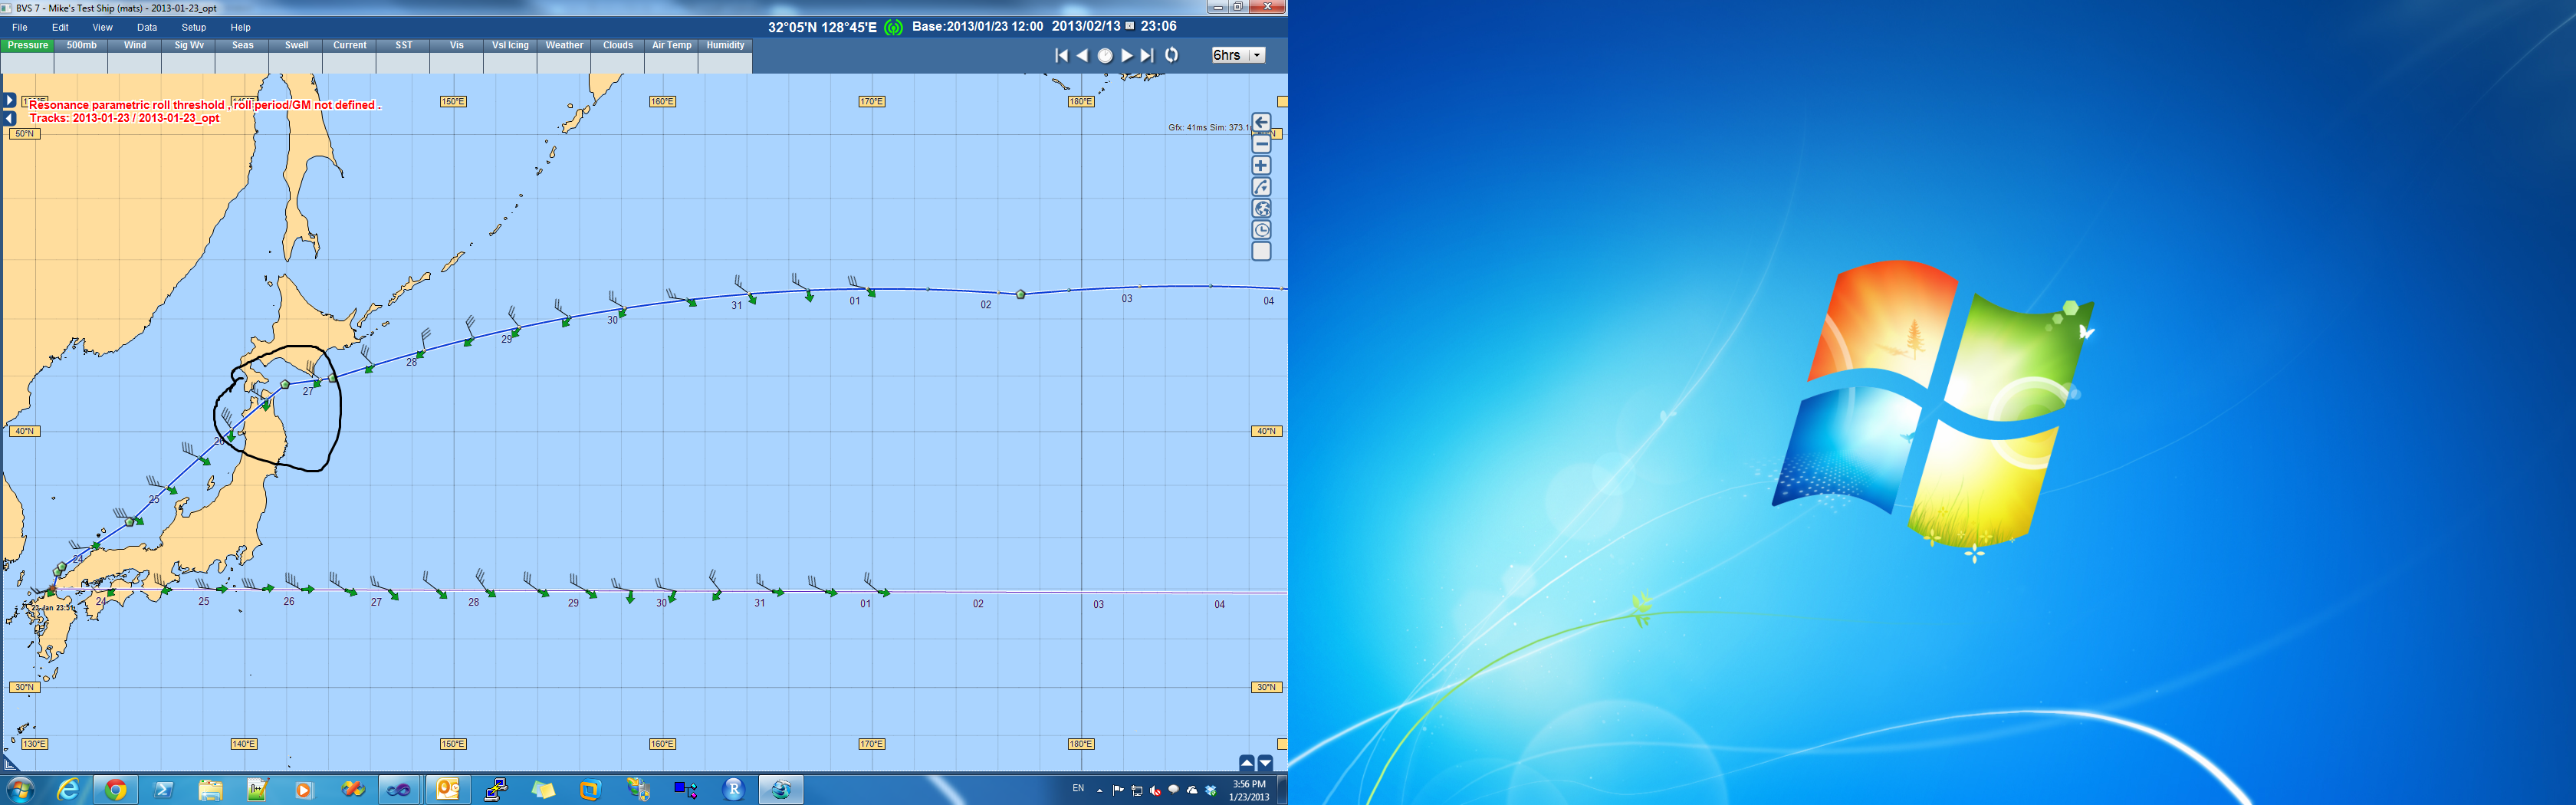 BVS 7 - Mike's Test Ship (mats) - 2013-01-23_opt
File Edit View Data Setup Help
32°05'N 128°45'E Base:2013/01/23 12:00 2013/02/13 23:06
Pressure 500mb Wind Sig Wv Seas Swell Current SST Vis Vsl Icing Weather Clouds Air Temp Humidity
6hrs
150°E 160°E 170°E 180°E
Resonance parametric roll threshold , roll period/GM not defined .
Tracks: 2013-01-23 / 2013-01-23_opt
Gfx: 41ms Sim: 373.1
50°N
31 01 02 03 04
30
29
28
27
40°N 40°N
26
25
24
23 Jan 23:31
24 25 26 27 28 29 30 31 01 02 03 04
30°N 30°N
130°E 140°E 150°E 160°E 170°E 180°E
EN
3:56 PM
1/23/2013